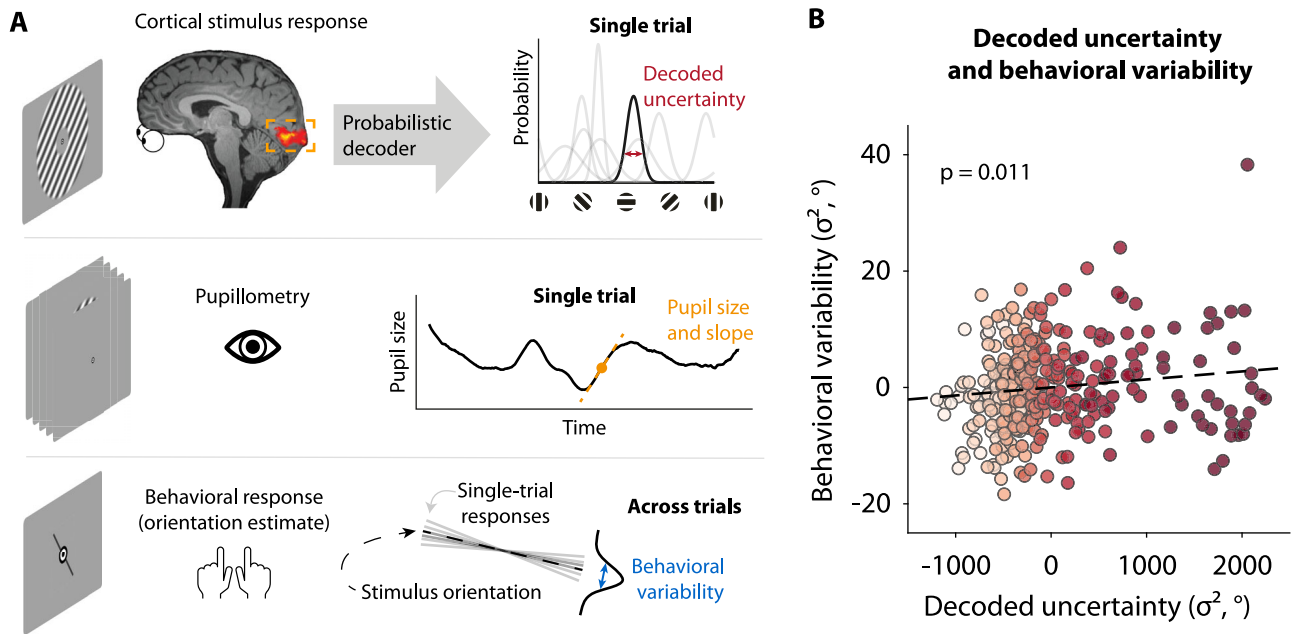 A
Cortical stimulus response
Probabilistic
decoder
Single trial
Probability
Decoded
uncertainty
Pupillometry
Single trial
Pupil size
Pupil size
and slope
Time
Behavioral response
(orientation estimate)
Single-trial
responses
Stimulus orientation
Across trials
Behavioral
variability
B
Decoded uncertainty
and behavioral variability
p = 0.011
Behavioral variability (σ², °)
40
20
0
-20
-1000
0
1000
2000
Decoded uncertainty (σ², °)